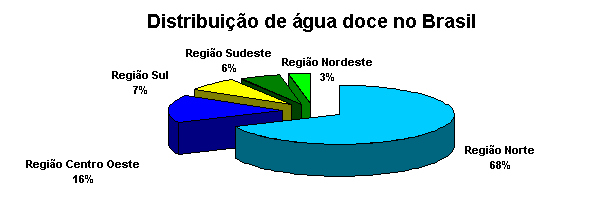 Distribuição de água doce no Brasil
Região Sudeste
6%
Região Nordeste
3%
Região Sul
7%
Região Norte
68%
Região Centro Oeste
16%